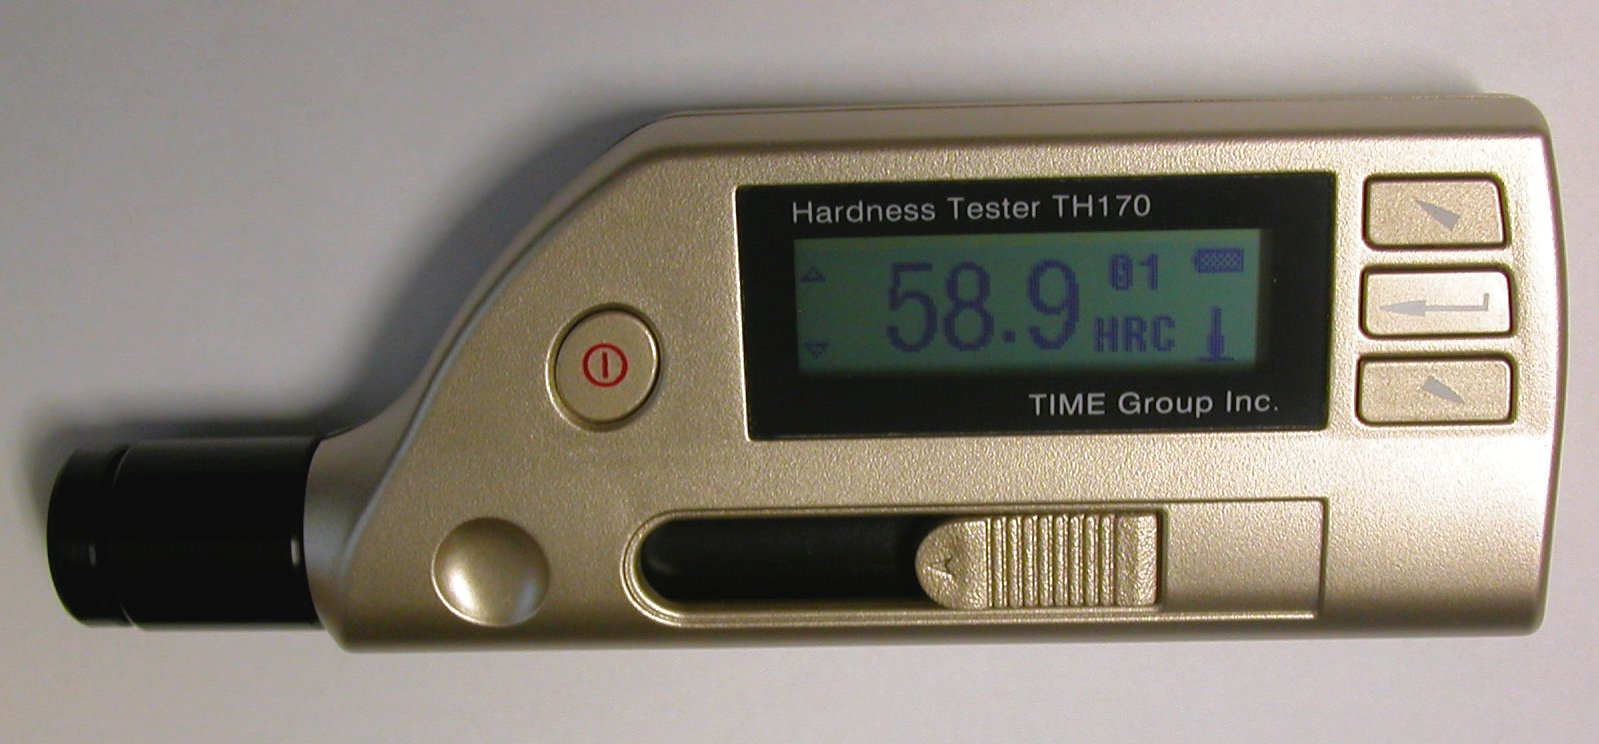 Hardness Tester TH170
58.9 01
HRC
TIME Group Inc.